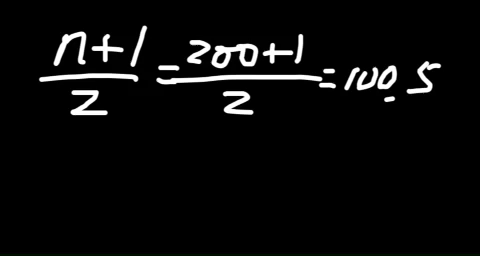 n+1/2 = 200+1/2 = 100.5